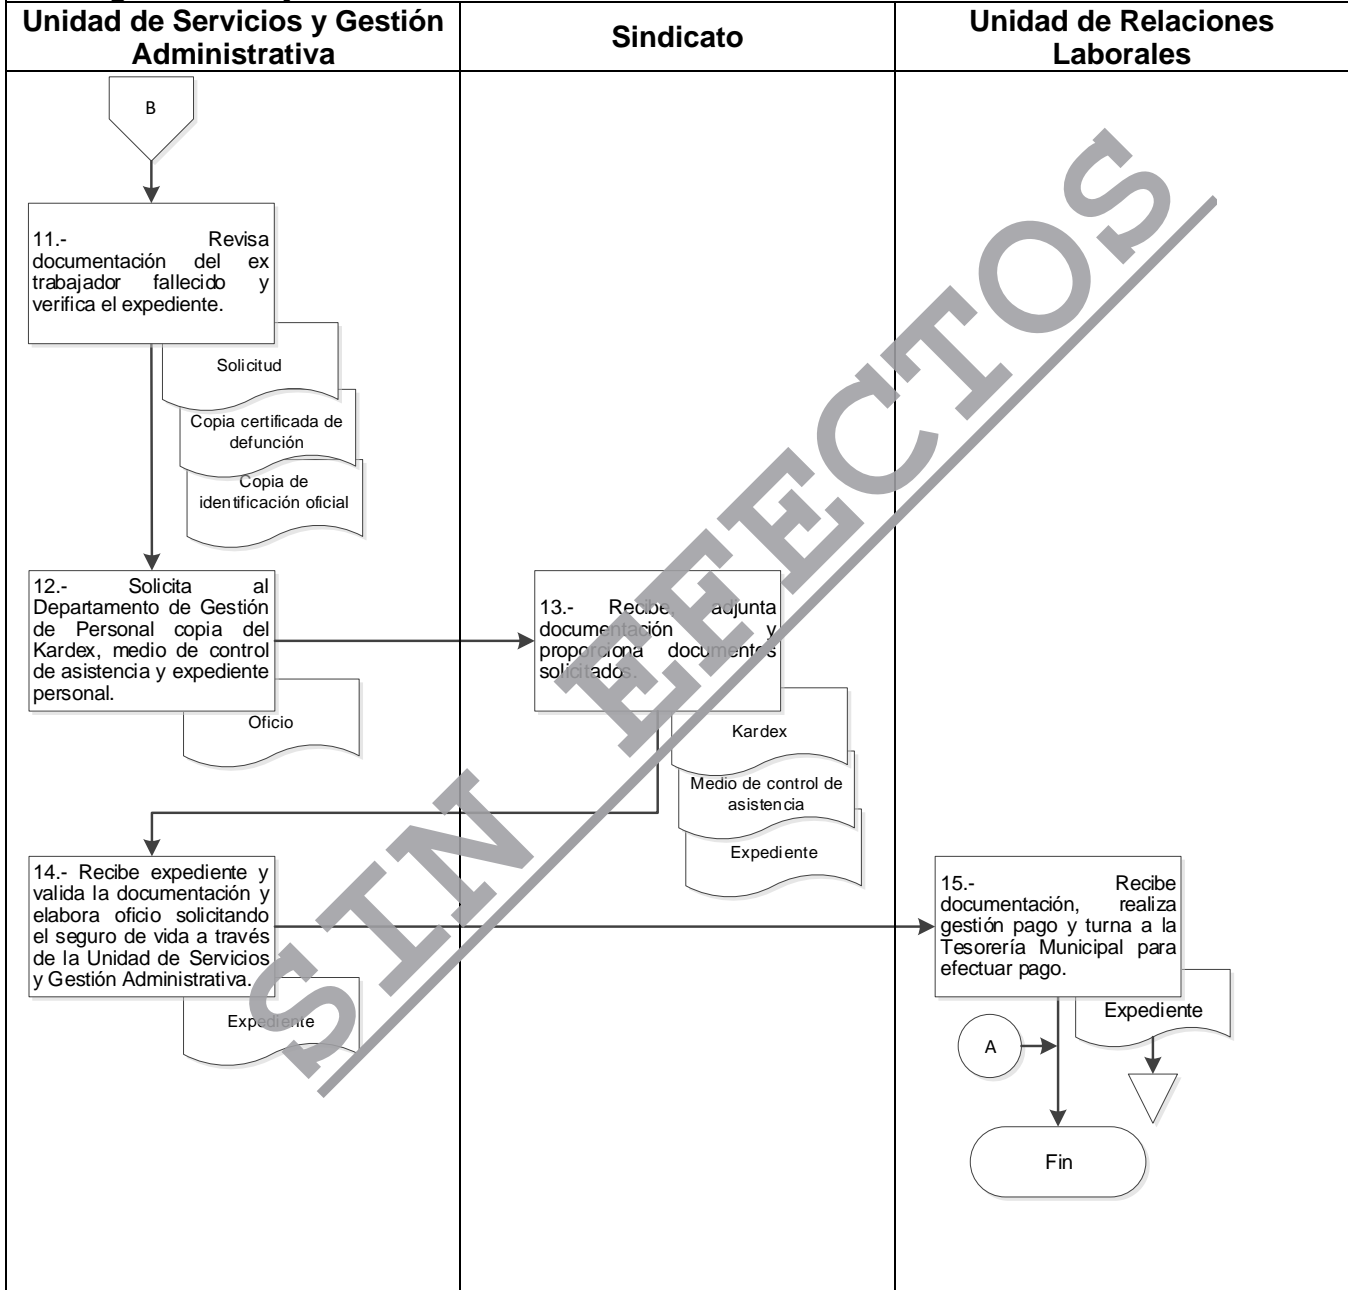 Unidad de Servicios y Gestión
Administrativa
Sindicato
Unidad de Relaciones
Laborales
B
11.- Revisa
documentación del ex
trabajador fallecido y
verifica el expediente.
Solicitud
Copia certificada de
defunción
Copia de
identificación oficial
12.- Solicita al
Departamento de Gestión
de Personal copia del
Kardex, medio de control
de asistencia y expediente
personal.
Oficio
13.- Recibe, adjunta
documentación y
proporciona documentos
solicitados.
Kardex
Medio de control de
asistencia
Expediente
14.- Recibe expediente y
valida la documentación y
elabora oficio solicitando
el seguro de vida a través
de la Unidad de Servicios
y Gestión Administrativa.
Expediente
15.- Recibe
documentación, realiza
gestión pago y turna a la
Tesorería Municipal para
efectuar pago.
Expediente
A
Fin
SIN EFECTOS